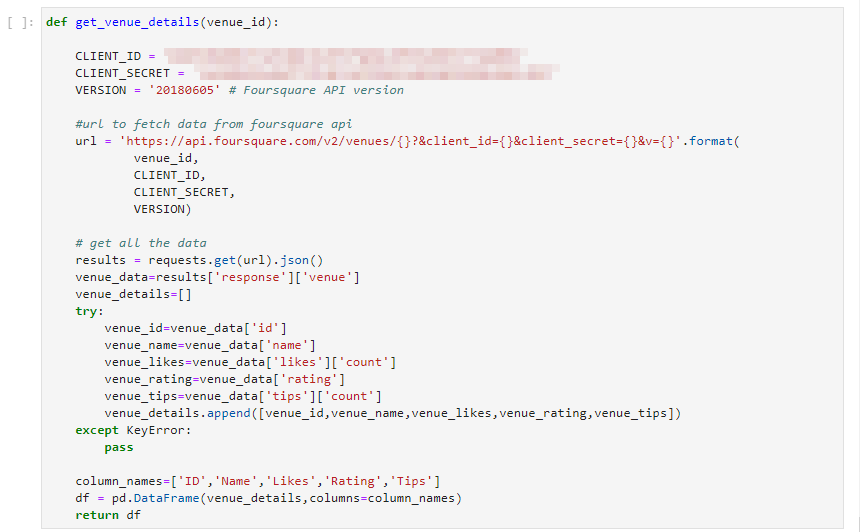 [ ]: def get_venue_details(venue_id):
CLIENT_ID =
CLIENT_SECRET =
VERSION = '20180605' # Foursquare API version
#url to fetch data from foursquare api
url = 'https://api.foursquare.com/v2/venues/{}?&client_id={}&client_secret={}&v={}'.format(
venue_id,
CLIENT_ID,
CLIENT_SECRET,
VERSION)
# get all the data
results = requests.get(url).json()
venue_data=results['response']['venue']
venue_details=[]
try:
venue_id=venue_data['id']
venue_name=venue_data['name']
venue_likes=venue_data['likes']['count']
venue_rating=venue_data['rating']
venue_tips=venue_data['tips']['count']
venue_details.append([venue_id,venue_name,venue_likes,venue_rating,venue_tips])
except KeyError:
pass
column_names=['ID','Name','Likes','Rating','Tips']
df = pd.DataFrame(venue_details,columns=column_names)
return df